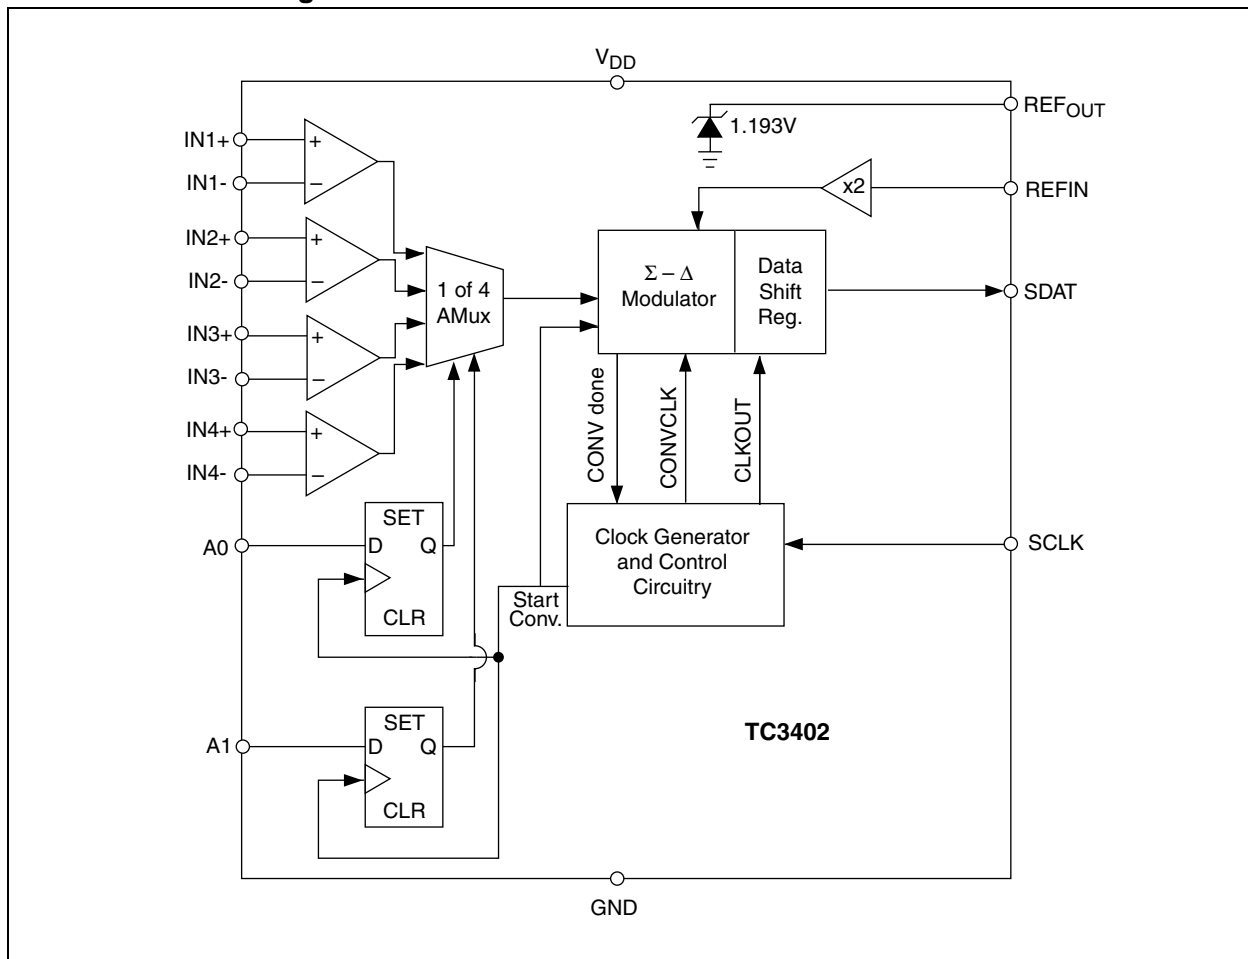 V_DD
REF_OUT
1.193V
IN1+
IN1-
x2
REFIN
IN2+
IN2-
Σ – Δ
Modulator
Data
Shift
Reg.
1 of 4
AMux
SDAT
IN3+
IN3-
CONV done
CONVCLK
CLKOUT
IN4+
IN4-
A0
SET
D Q
CLR
Clock Generator
and Control
Circuitry
SCLK
Start
Conv.
A1
SET
D Q
CLR
TC3402
GND